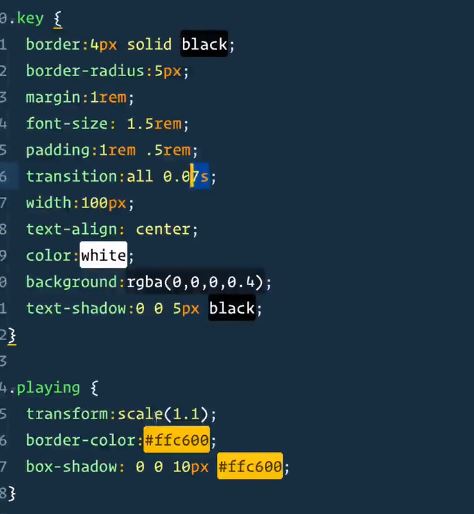 0.key {
1 border:4px solid black;
2 border-radius:5px;
3 margin:1rem;
4 font-size: 1.5rem;
5 padding:1rem .5rem;
6 transition:all 0.07s;
7 width:100px;
8 text-align: center;
9 color:white;
0 background:rgba(0,0,0,0.4);
1 text-shadow:0 0 5px black;
2}
3
4.playing {
5 transform:scale(1.1);
6 border-color:#ffc600;
7 box-shadow: 0 0 10px #ffc600;
8}